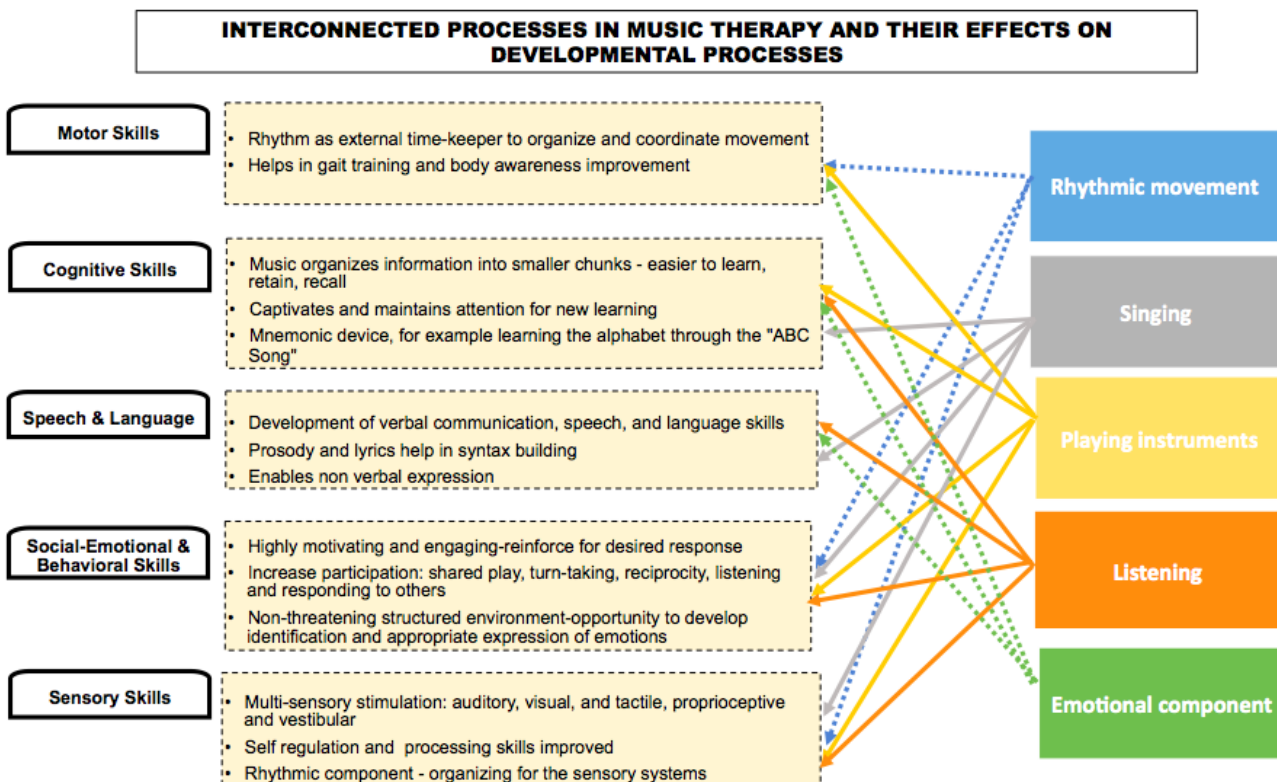 INTERCONNECTED PROCESSES IN MUSIC THERAPY AND THEIR EFFECTS ON
DEVELOPMENTAL PROCESSES
Motor Skills
• Rhythm as external time-keeper to organize and coordinate movement
• Helps in gait training and body awareness improvement
Cognitive Skills
• Music organizes information into smaller chunks - easier to learn,
retain, recall
• Captivates and maintains attention for new learning
• Mnemonic device, for example learning the alphabet through the "ABC
Song"
Speech & Language
• Development of verbal communication, speech, and language skills
• Prosody and lyrics help in syntax building
• Enables non verbal expression
Social-Emotional &
Behavioral Skills
• Highly motivating and engaging-reinforce for desired response
• Increase participation: shared play, turn-taking, reciprocity, listening
and responding to others
• Non-threatening structured environment-opportunity to develop
identification and appropriate expression of emotions
Sensory Skills
• Multi-sensory stimulation: auditory, visual, and tactile, proprioceptive
and vestibular
• Self regulation and processing skills improved
• Rhythmic component - organizing for the sensory systems
Rhythmic movement
Singing
Playing instruments
Listening
Emotional component